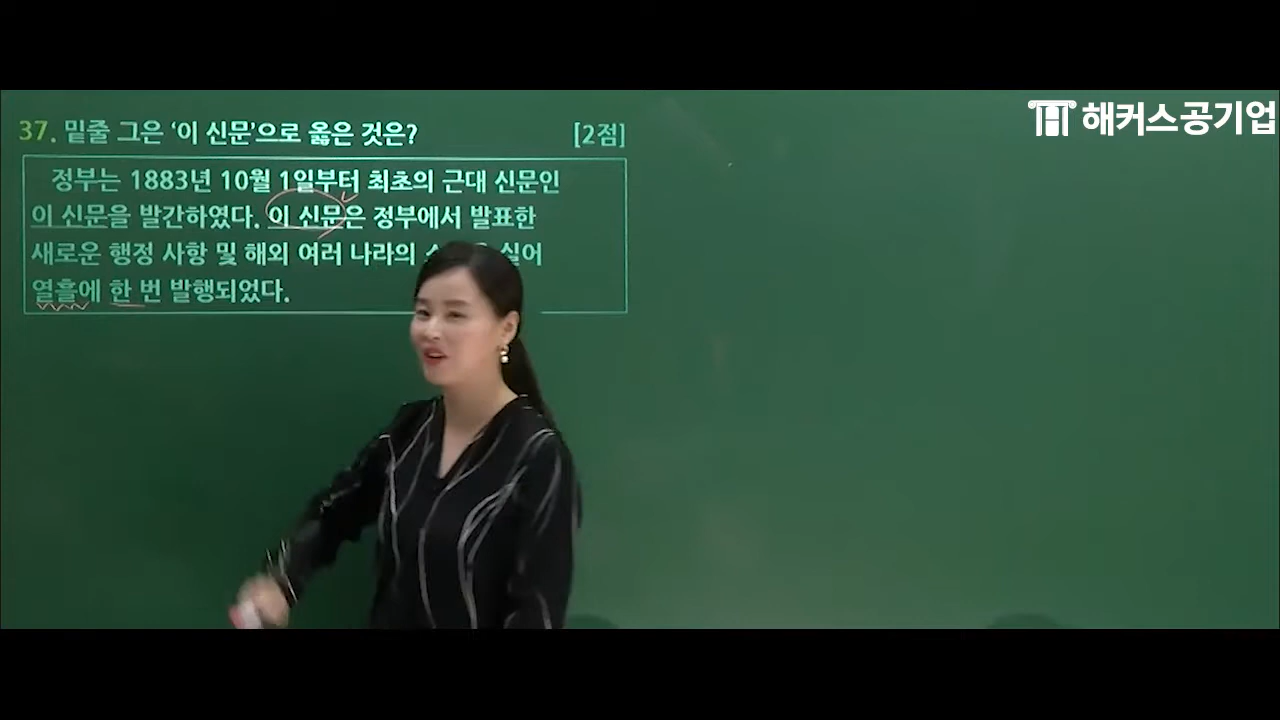 해커스공기업
37. 밑줄 그은 ‘이 신문’으로 옳은 것은? [2점]
정부는 1883년 10월 1일부터 최초의 근대 신문인
이 신문을 발간하였다. 이 신문은 정부에서 발표한
새로운 행정 사항 및 해외 여러 나라의 실어
열흘에 한 번 발행되었다.